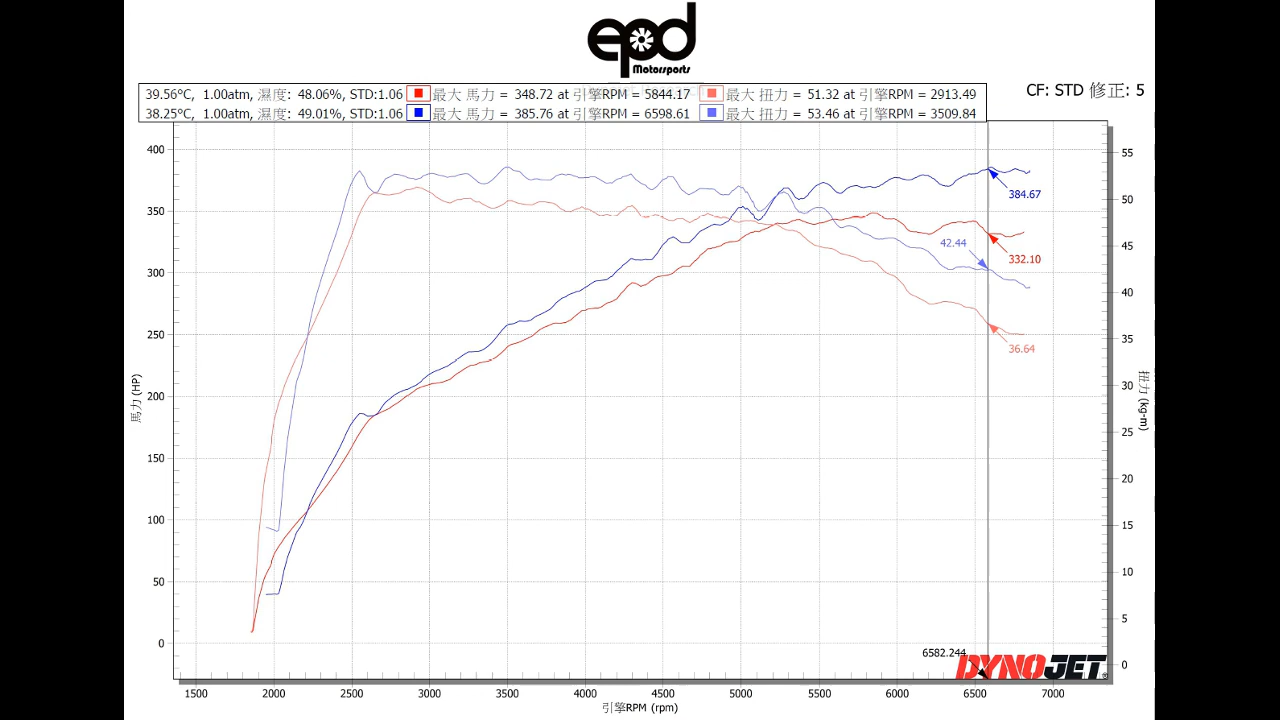 epd
Motorsports
39.56°C, 1.00atm, 濕度: 48.06%, STD:1.06 最大 馬力 = 348.72 at 引擎RPM = 5844.17 最大 扭力 = 51.32 at 引擎RPM = 2913.49
38.25°C, 1.00atm, 濕度: 49.01%, STD:1.06 最大 馬力 = 385.76 at 引擎RPM = 6598.61 最大 扭力 = 53.46 at 引擎RPM = 3509.84
CF: STD 修正: 5
400
350
300
250
200
150
100
50
0
馬力 (HP)
55
50
45
40
35
30
25
20
15
10
5
0
扭力 (kg-m)
384.67
42.44
332.10
36.64
6582.244
DYNOJET®
1500 2000 2500 3000 3500 4000 4500 5000 5500 6000 6500 7000
引擎RPM (rpm)